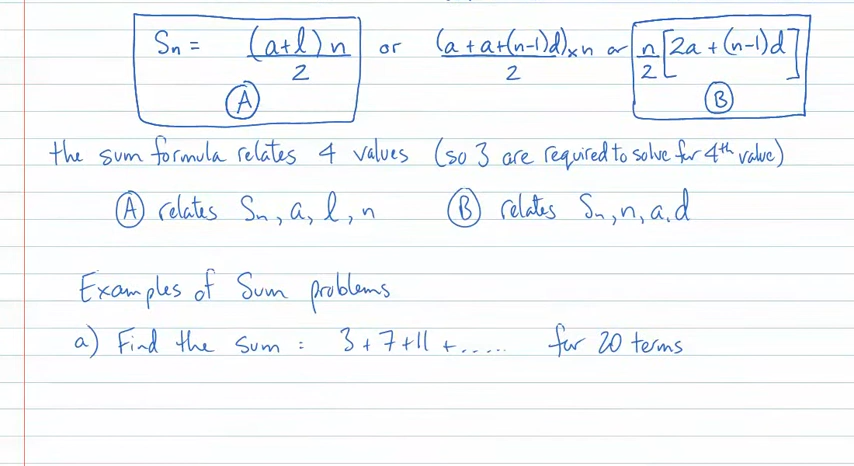 Sn = (a+l)n/2 or (a+a+(n-1)d)×n/2 or n/2[2a+(n-1)d]
(A) (B)
the sum formula relates 4 values (so 3 are required to solve for 4th value)
(A) relates Sn, a, l, n (B) relates Sn, n, a, d
Examples of Sum problems
a) Find the sum : 3 + 7 + 11 + ...... for 20 terms